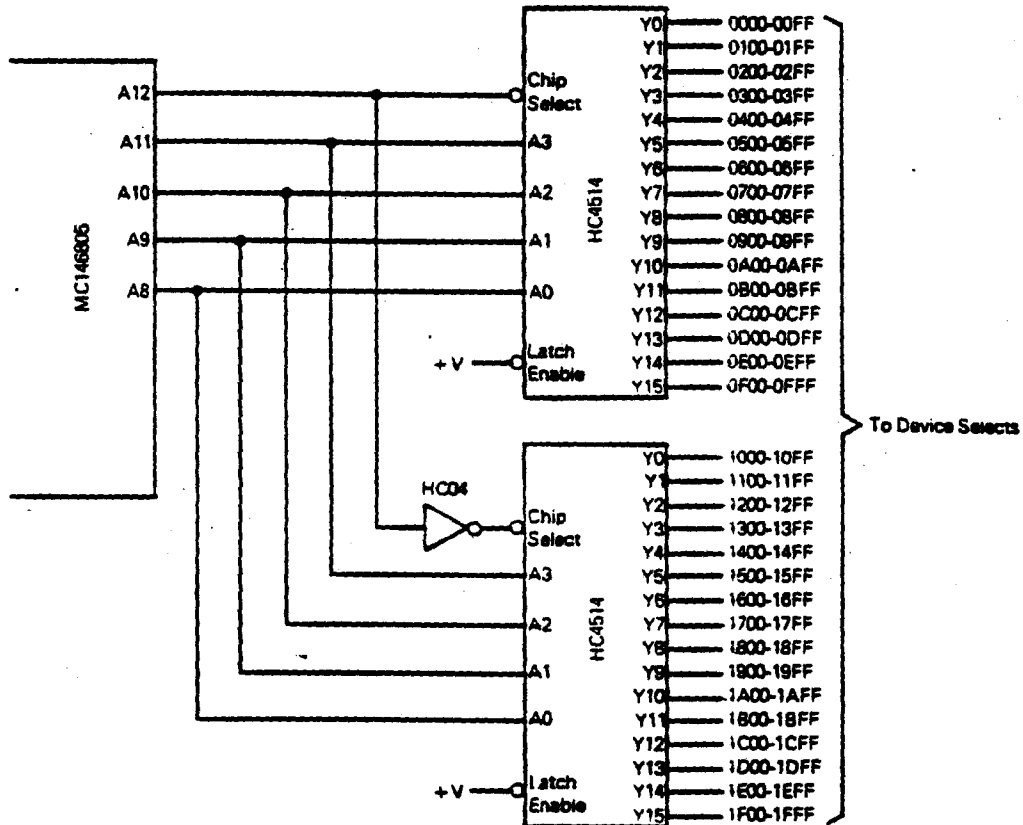 MC146805
A12
A11
A10
A9
A8
Chip
Select
A3
A2
A1
A0
Latch
Enable
+V
HC4514
Y0 0000-00FF
Y1 0100-01FF
Y2 0200-02FF
Y3 0300-03FF
Y4 0400-04FF
Y5 0500-05FF
Y6 0600-06FF
Y7 0700-07FF
Y8 0800-08FF
Y9 0900-09FF
Y10 0A00-0AFF
Y11 0B00-0BFF
Y12 0C00-0CFF
Y13 0D00-0DFF
Y14 0E00-0EFF
Y15 0F00-0FFF
To Device Selects
HC04
Chip
Select
A3
A2
A1
A0
Latch
Enable
+V
HC4514
Y0 1000-10FF
Y1 1100-11FF
Y2 1200-12FF
Y3 1300-13FF
Y4 1400-14FF
Y5 1500-15FF
Y6 1600-16FF
Y7 1700-17FF
Y8 1800-18FF
Y9 1900-19FF
Y10 1A00-1AFF
Y11 1B00-1BFF
Y12 1C00-1CFF
Y13 1D00-1DFF
Y14 1E00-1EFF
Y15 1F00-1FFF